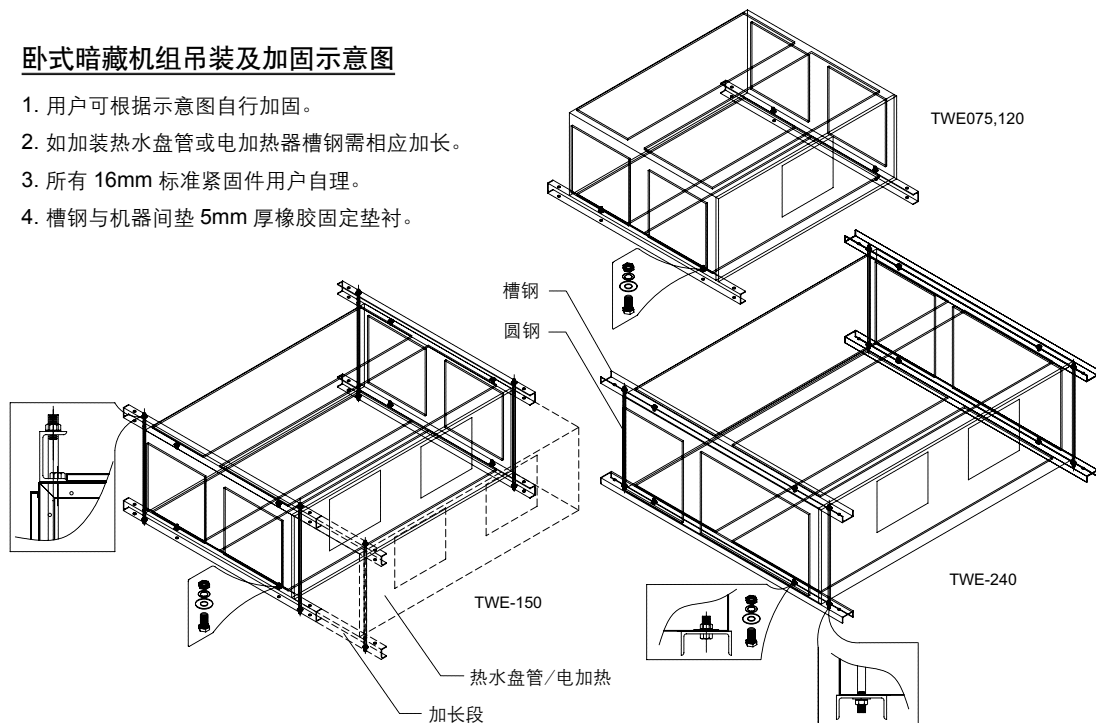 卧式暗藏机组吊装及加固示意图
1. 用户可根据示意图自行加固。
2. 如加装热水盘管或电加热器槽钢需相应加长。
3. 所有 16mm 标准紧固件用户自理。
4. 槽钢与机器间垫 5mm 厚橡胶固定垫衬。
TWE075,120
槽钢
圆钢
TWE-150
TWE-240
热水盘管/电加热
加长段